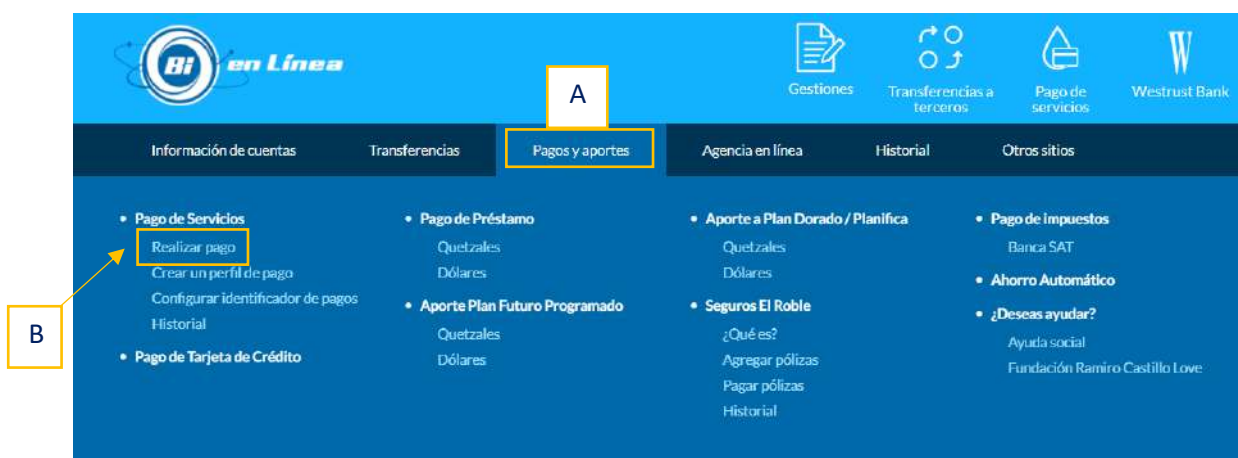 Bi en Línea
Gestiones
Transferencias a
terceros
Pago de
servicios
Westrust Bank
A
Información de cuentas
Transferencias
Pagos y aportes
Agencia en línea
Historial
Otros sitios
Pago de Servicios
Realizar pago
Crear un perfil de pago
Configurar identificador de pagos
Historial
Pago de Tarjeta de Crédito
Pago de Préstamo
Quetzales
Dólares
Aporte Plan Futuro Programado
Quetzales
Dólares
Aporte a Plan Dorado / Planifica
Quetzales
Dólares
Seguros El Roble
¿Qué es?
Agregar pólizas
Pagar pólizas
Historial
Pago de impuestos
Banca SAT
Ahorro Automático
¿Deseas ayudar?
Ayuda social
Fundación Ramiro Castillo Love
B